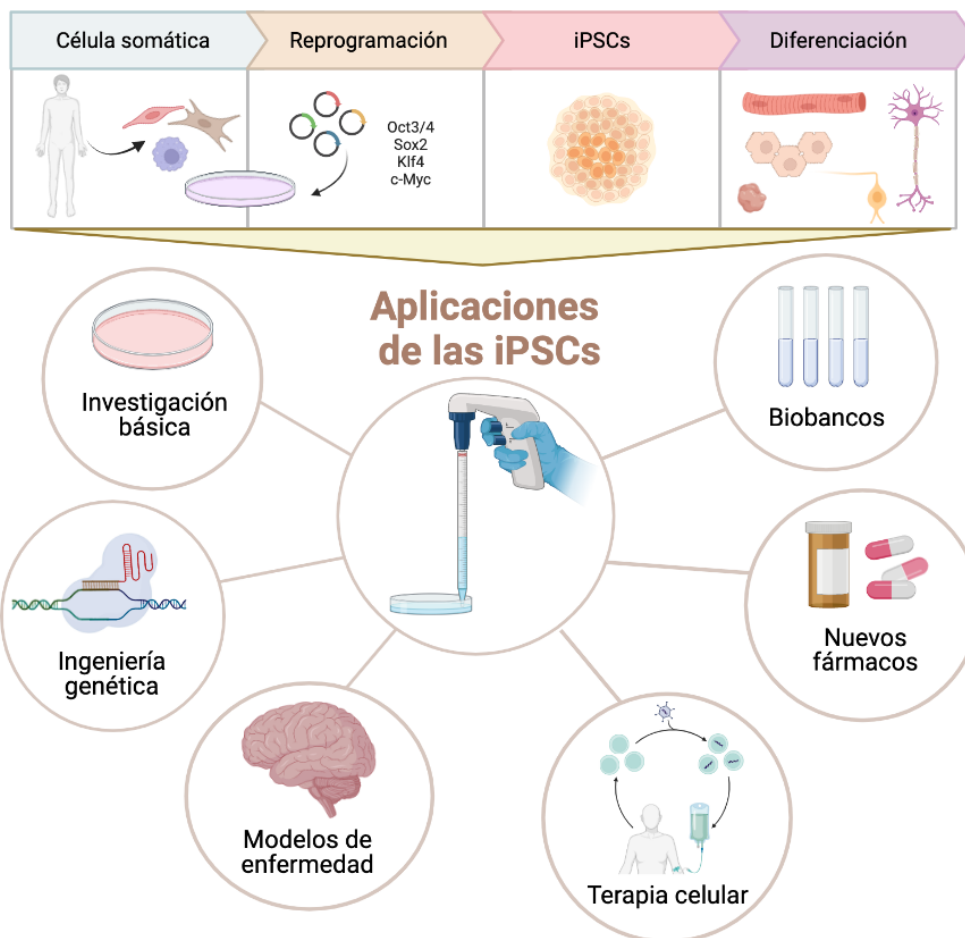 Célula somática
Reprogramación
iPSCs
Diferenciación
Oct3/4
Sox2
Klf4
c-Myc
Aplicaciones
de las iPSCs
Investigación
básica
Biobancos
Ingeniería
genética
Nuevos
fármacos
Modelos de
enfermedad
Terapia celular